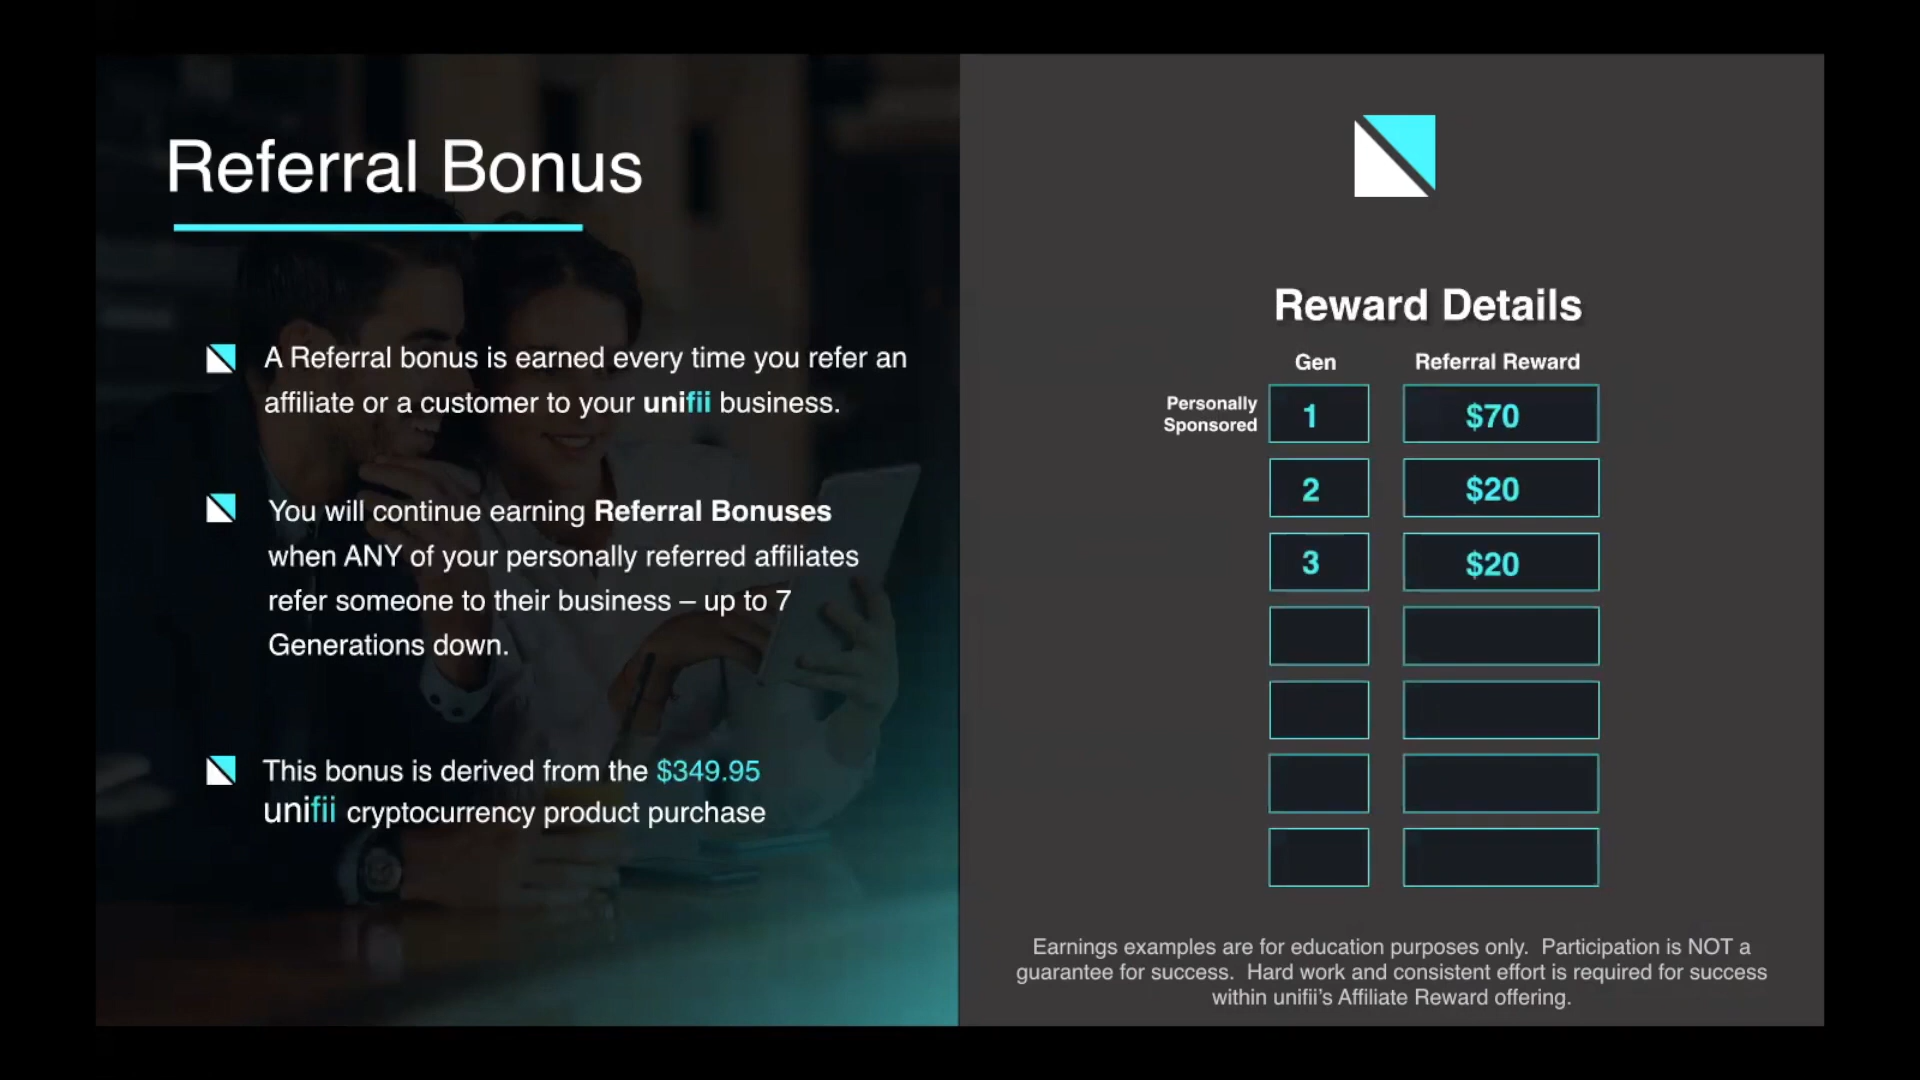 Referral Bonus
A Referral bonus is earned every time you refer an
affiliate or a customer to your unifii business.
You will continue earning Referral Bonuses
when ANY of your personally referred affiliates
refer someone to their business – up to 7
Generations down.
This bonus is derived from the $349.95
unifii cryptocurrency product purchase
Reward Details
Gen Referral Reward
Personally
Sponsored
1 $70
2 $20
3 $20
Earnings examples are for education purposes only. Participation is NOT a
guarantee for success. Hard work and consistent effort is required for success
within unifii's Affiliate Reward offering.